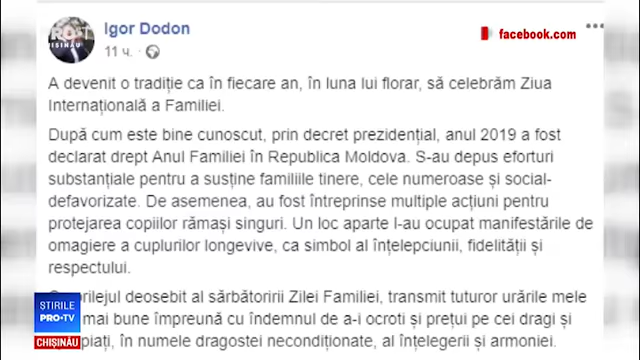 Igor Dodon
facebook.com
11 ч.
A devenit o tradiție ca în fiecare an, în luna lui florar, să celebrăm Ziua
Internațională a Familiei.
După cum este bine cunoscut, prin decret prezidențial, anul 2019 a fost
declarat drept Anul Familiei în Republica Moldova. S-au depus eforturi
substanțiale pentru a susține familiile tinere, cele numeroase și social-
defavorizate. De asemenea, au fost întreprinse multiple acțiuni pentru
protejarea copiilor rămași singuri. Un loc aparte l-au ocupat manifestările de
omagiere a cuplurilor longevive, ca simbol al înțelepciunii, fidelității și
respectului.
deosebit al sărbătoririi Zilei Familiei, transmit tuturor urările mele
mai bune împreună cu îndemnul de a-i ocroti și prețui pe cei dragi și
în numele dragostei necondiționate, al înțelegerii și armoniei.
ȘTIRILE
PRO•TV
CHIȘINĂU